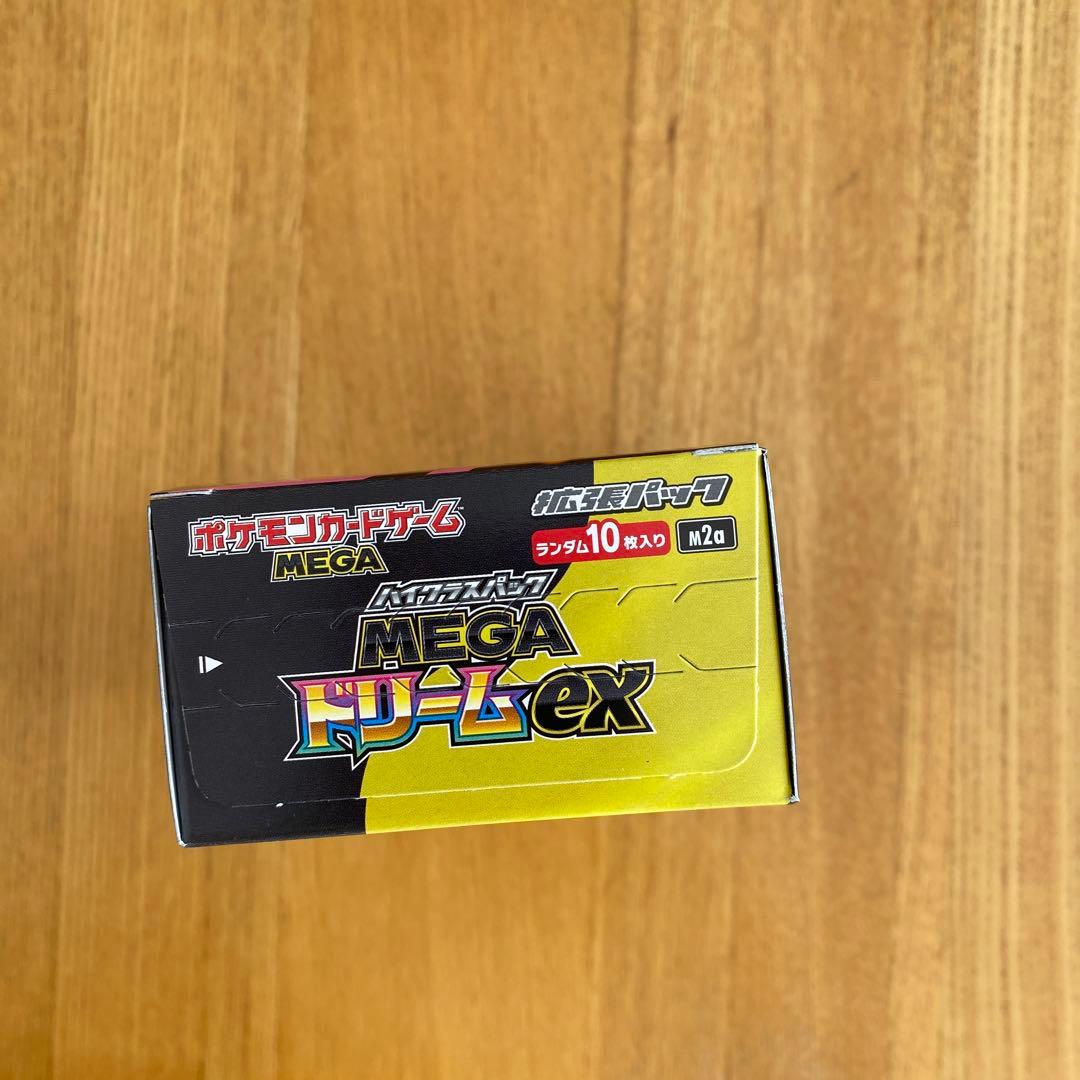 ポケモンカードゲーム
MEGA
拡張パック
ランダム10枚入り
M2a
ハイクラスパック
MEGA
ドリームex